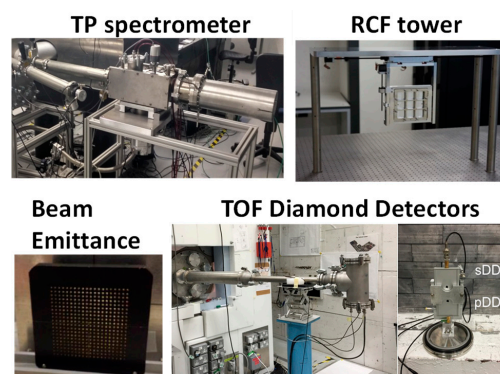 TP spectrometer
RCF tower
Beam
Emittance
TOF Diamond Detectors
sDD
pDD